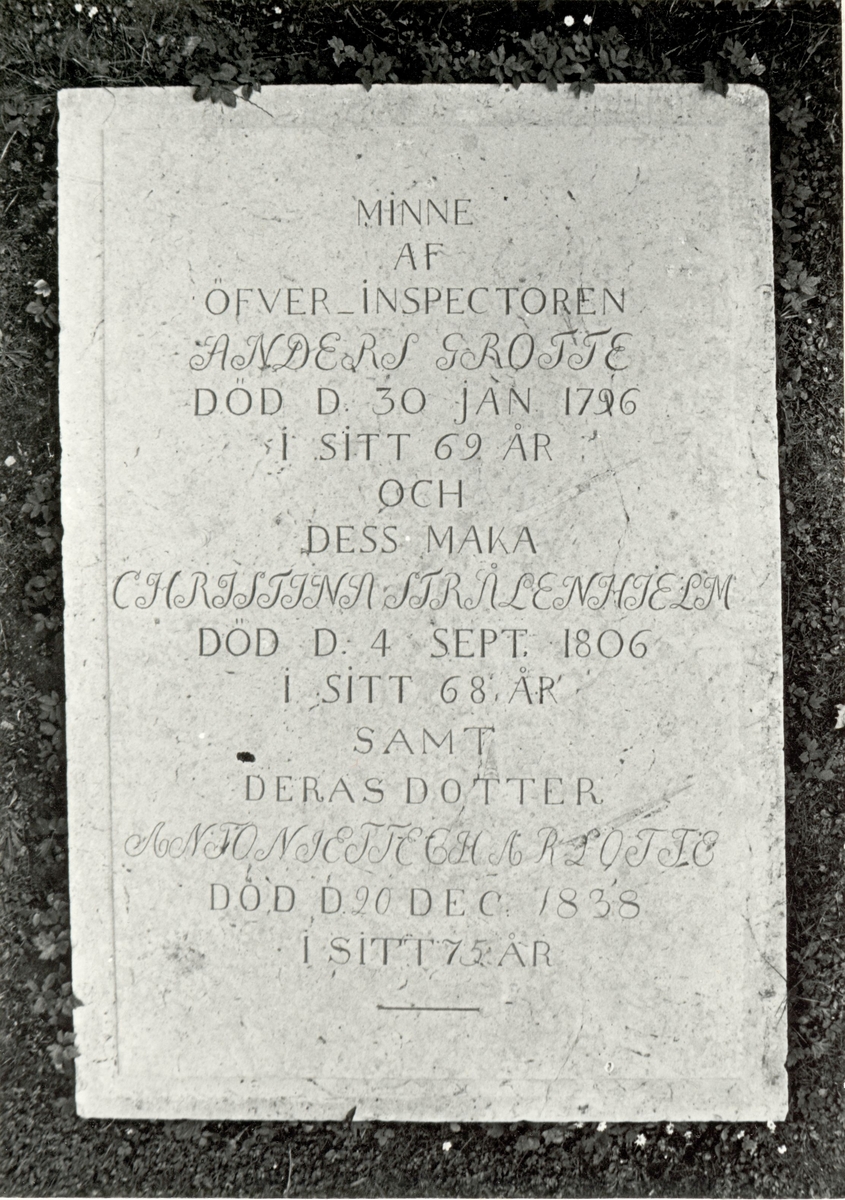 MINNE
AF
ÖFVER_INSPECTOREN
ANDERS GROTTE
DÖD D. 30 JAN 1796
I SITT 69 ÅR
OCH
DESS MAKA
CHRISTINA STRÅLENHIELM
DÖD D. 4 SEPT. 1806
I SITT 68 ÅR
SAMT
DERAS DOTTER
ANTONIETTE CHARLOTTE
DÖD D. 20 DEC. 1838
I SITT 75 ÅR